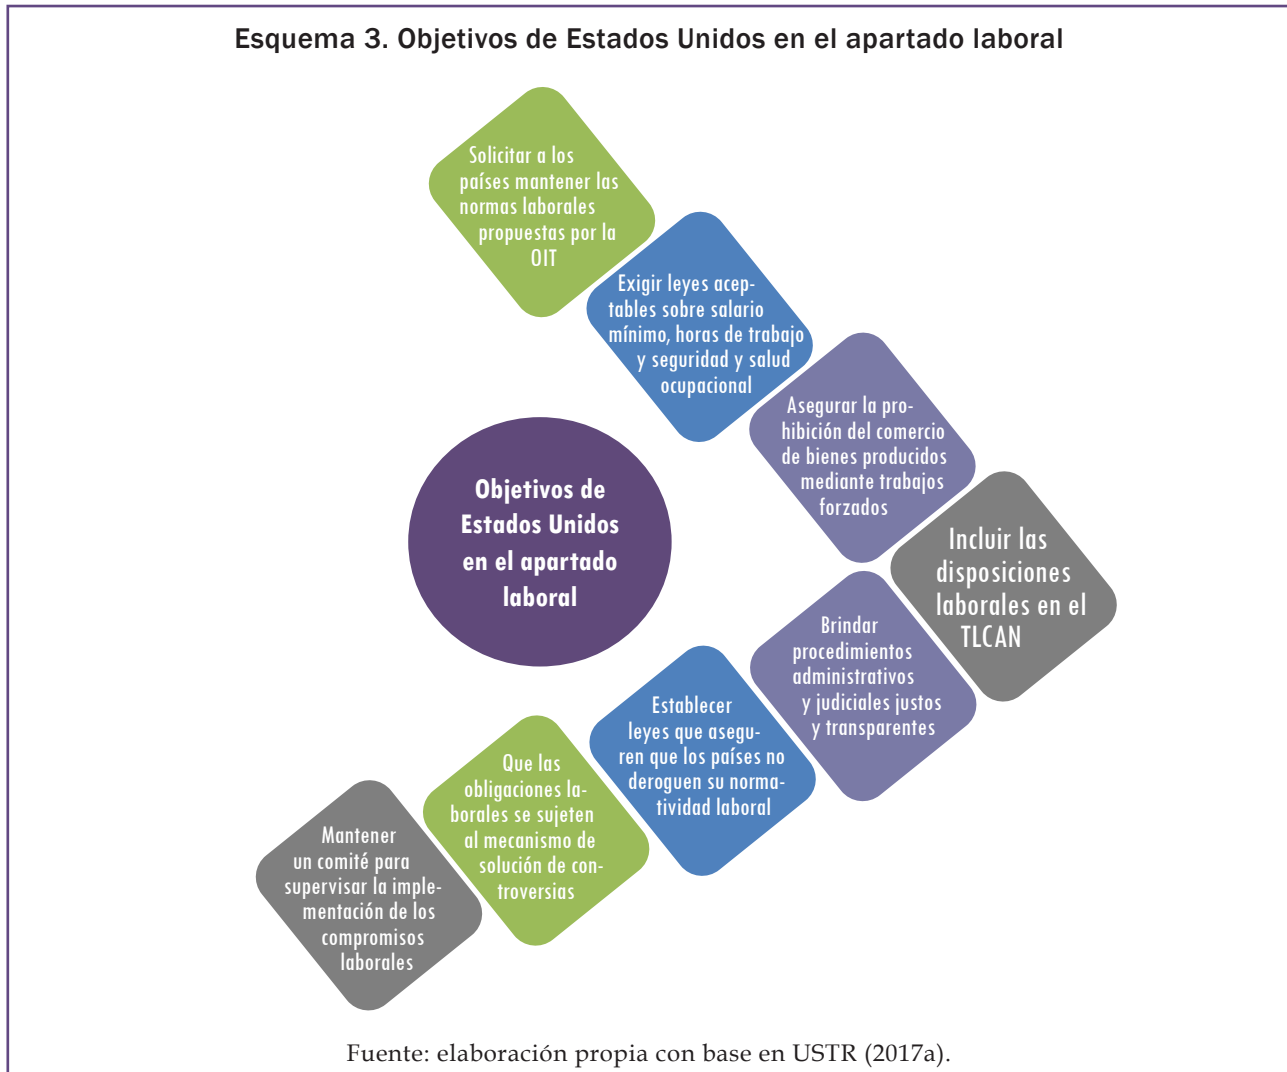 Esquema 3. Objetivos de Estados Unidos en el apartado laboral
Solicitar a los
países mantener las
normas laborales
propuestas por la
OIT
Exigir leyes acep-
tables sobre salario
mínimo, horas de trabajo
y seguridad y salud
ocupacional
Asegurar la pro-
hibición del comercio
de bienes producidos
mediante trabajos
forzados
Incluir las
disposiciones
laborales en el
TLCAN
Objetivos de
Estados Unidos
en el apartado
laboral
Brindar
procedimientos
administrativos
y judiciales justos
y transparentes
Establecer
leyes que asegu-
ren que los países no
deroguen su norma-
tividad laboral
Que las
obligaciones la-
borales se sujeten
al mecanismo de
solución de con-
troversias
Mantener
un comité para
supervisar la imple-
mentación de los
compromisos
laborales
Fuente: elaboración propia con base en USTR (2017a).